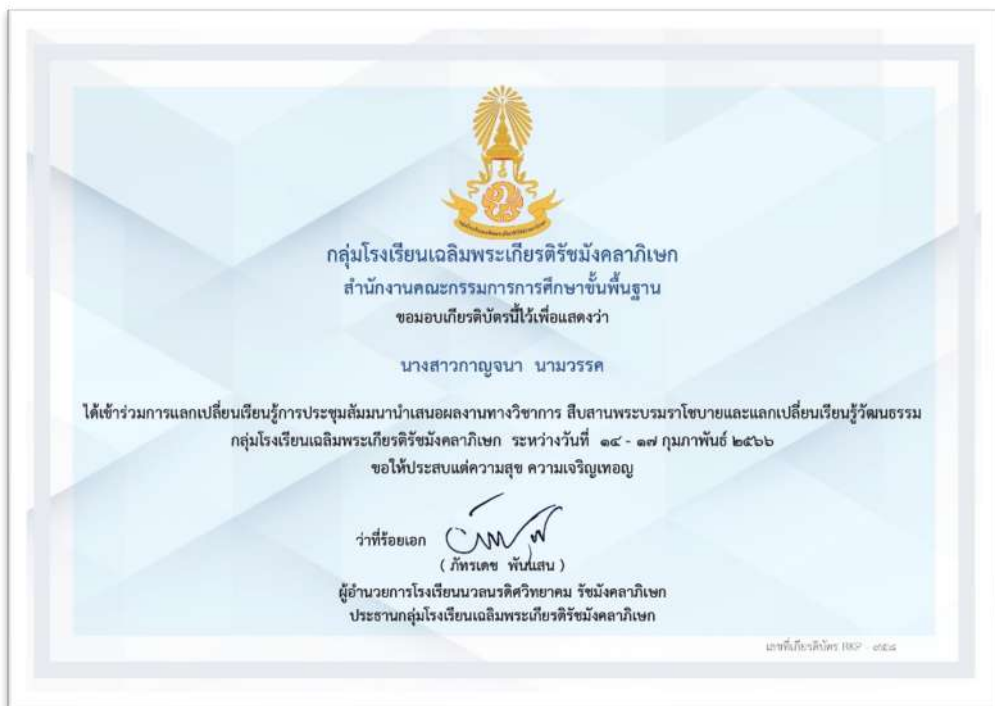 กลุ่มโรงเรียนเฉลิมพระเกียรติรัชมังคลาภิเษก
สำนักงานคณะกรรมการการศึกษาขั้นพื้นฐาน
ขอมอบเกียรติบัตรนี้ไว้เพื่อแสดงว่า
นางสาวกาญจนา นามวรรค
ได้เข้าร่วมการแลกเปลี่ยนเรียนรู้การประชุมสัมมนานำเสนอผลงานทางวิชาการ สืบสานพระบรมราโชบายและแลกเปลี่ยนเรียนรู้วัฒนธรรม
กลุ่มโรงเรียนเฉลิมพระเกียรติรัชมังคลาภิเษก ระหว่างวันที่ ๑๔ - ๑๗ กุมภาพันธ์ ๒๕๖๖
ขอให้ประสบแต่ความสุข ความเจริญเทอญ
ว่าที่ร้อยเอก
( ภัทรเดช พันแสน )
ผู้อำนวยการโรงเรียนนวลนรดิศวิทยาคม รัชมังคลาภิเษก
ประธานกลุ่มโรงเรียนเฉลิมพระเกียรติรัชมังคลาภิเษก
เลขที่เกียรติบัตร